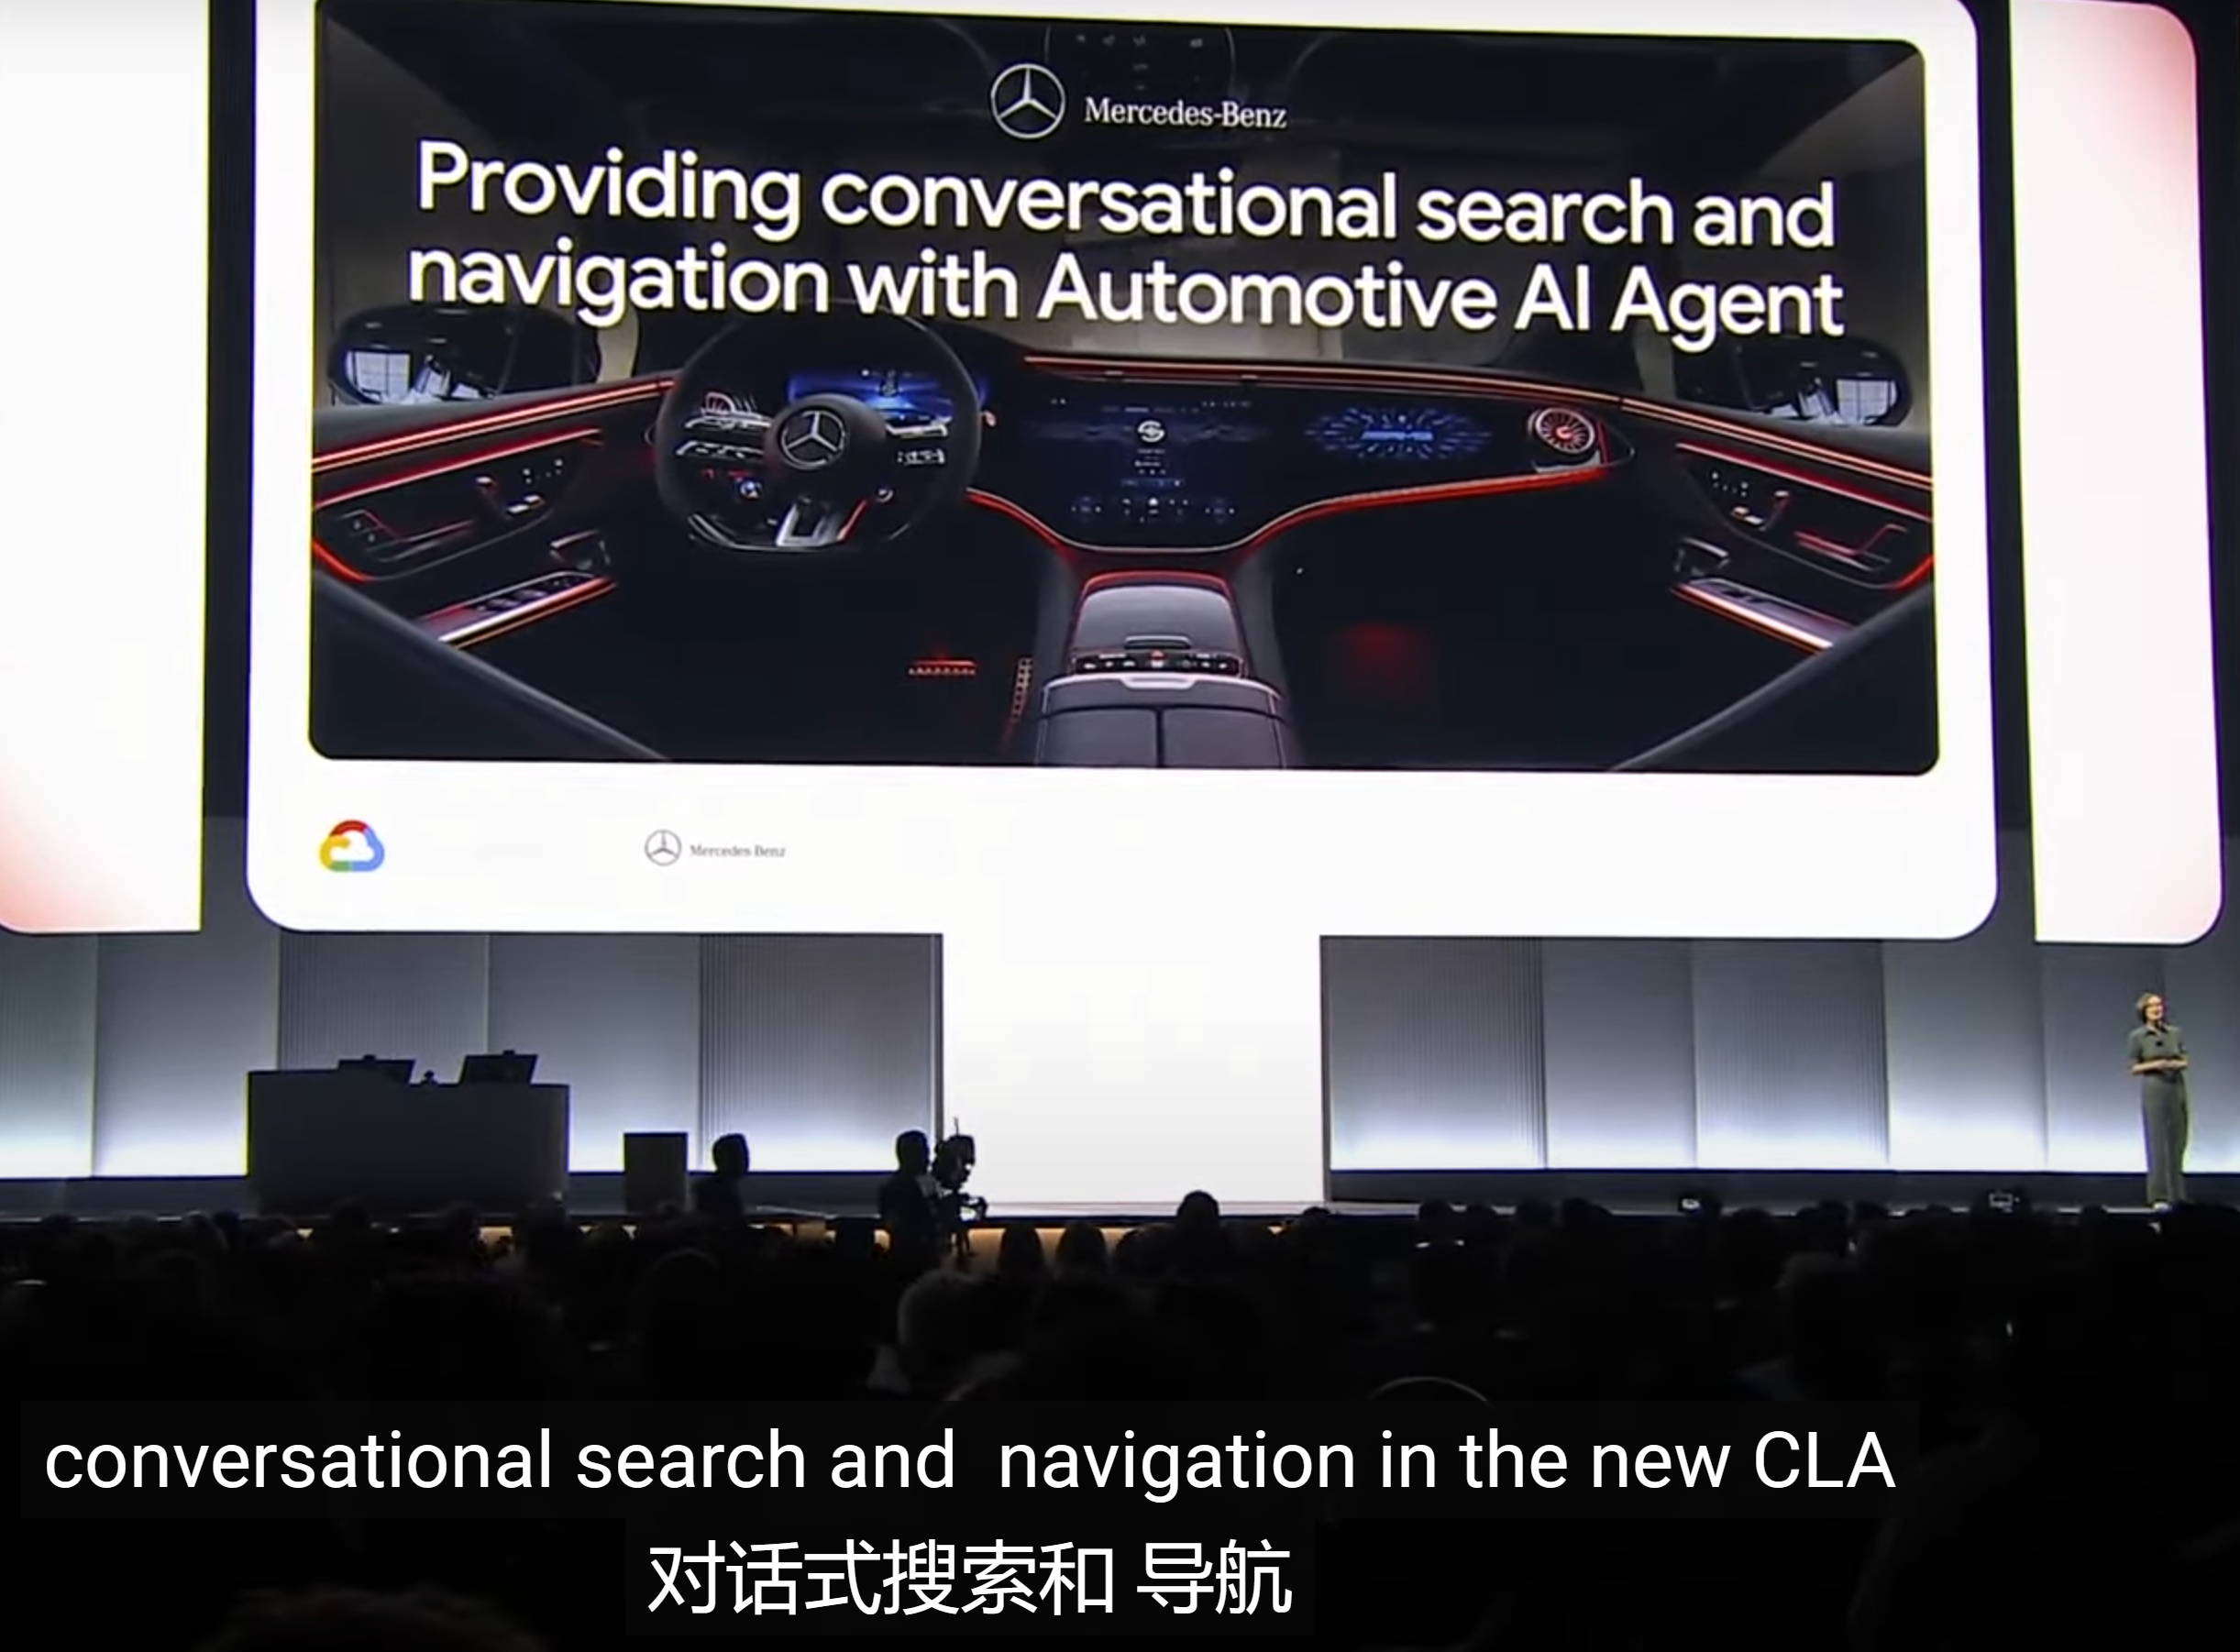 Mercedes-Benz
Providing conversational search and
navigation with Automotive AI Agent
Mercedes-Benz
conversational search and navigation in the new CLA
对话式搜索和 导航